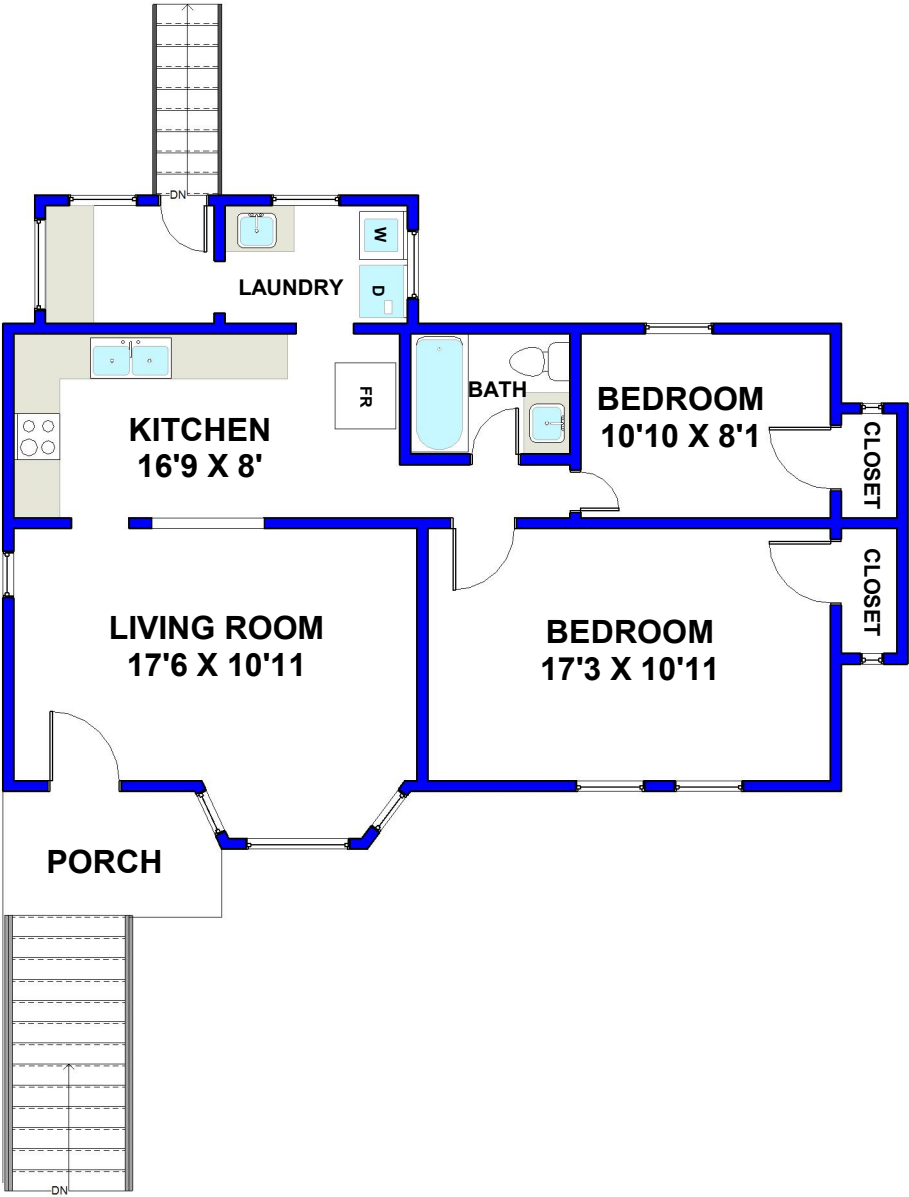 DN
W
LAUNDRY
D
FR
BATH
KITCHEN
16'9 X 8'
BEDROOM
10'10 X 8'1
CLOSET
CLOSET
LIVING ROOM
17'6 X 10'11
BEDROOM
17'3 X 10'11
PORCH
DN